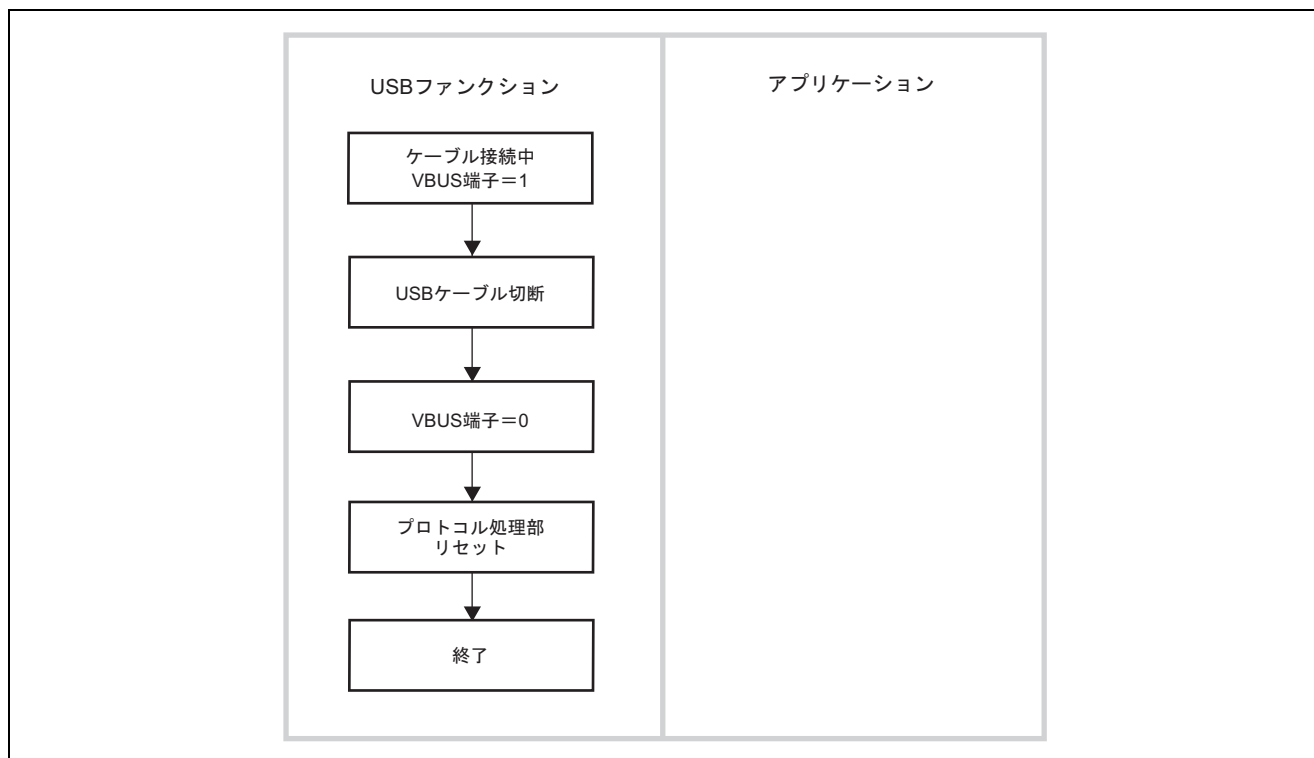 USBファンクション
アプリケーション
ケーブル接続中
VBUS端子＝1
USBケーブル切断
VBUS端子＝0
プロトコル処理部
リセット
終了